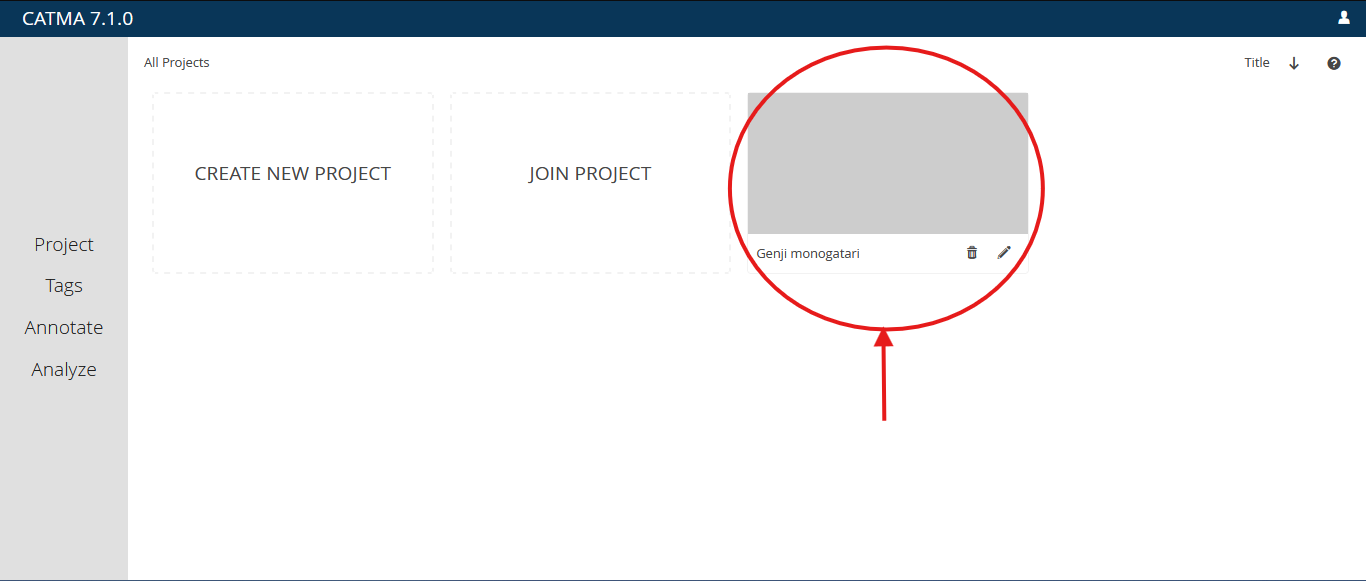 CATMA 7.1.0
All Projects
Title
CREATE NEW PROJECT
JOIN PROJECT
Genji monogatari
Project
Tags
Annotate
Analyze